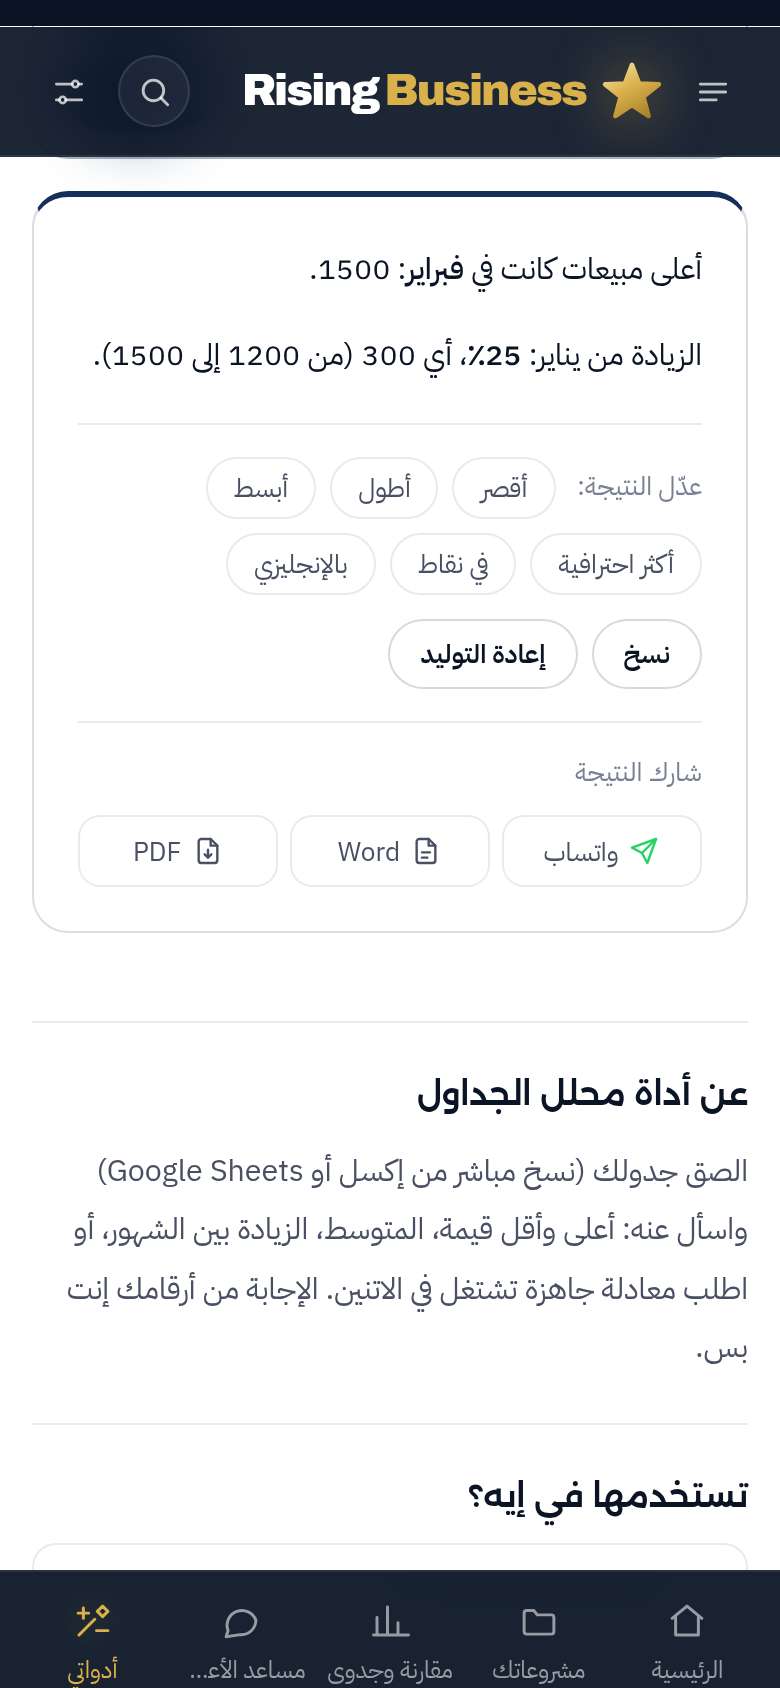 Rising Business
أعلى مبيعات كانت في فبراير: 1500.
الزيادة من يناير: 25٪، أي 300 (من 1200 إلى 1500).
عدّل النتيجة: أقصر أطول أبسط
أكثر احترافية في نقاط بالإنجليزي
نسخ إعادة التوليد
شارك النتيجة
واتساب Word PDF
عن أداة محلل الجداول
الصق جدولك (نسخ مباشر من إكسل أو Google Sheets)
واسأل عنه: أعلى وأقل قيمة، المتوسط، الزيادة بين الشهور، أو
اطلب معادلة جاهزة تشتغل في الاتنين. الإجابة من أرقامك إنت
بس.
تستخدمها في إيه؟
الرئيسية مشروعاتك مقارنة وجدوى مساعد الأعـ... أدواتي